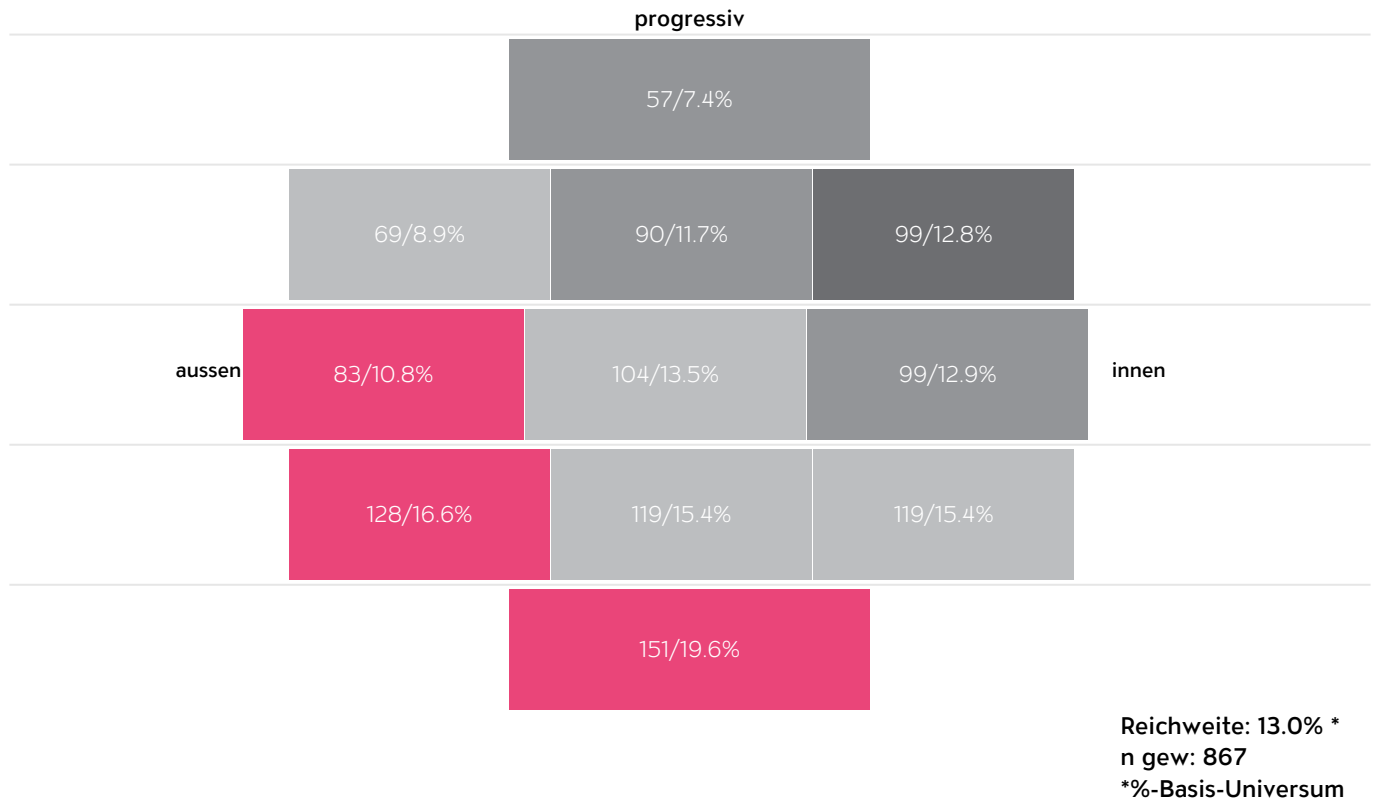 progressiv
57/7.4%
69/8.9% 90/11.7% 99/12.8%
aussen 83/10.8% 104/13.5% 99/12.9% innen
128/16.6% 119/15.4% 119/15.4%
151/19.6%
Reichweite: 13.0% *
n gew: 867
*%-Basis-Universum